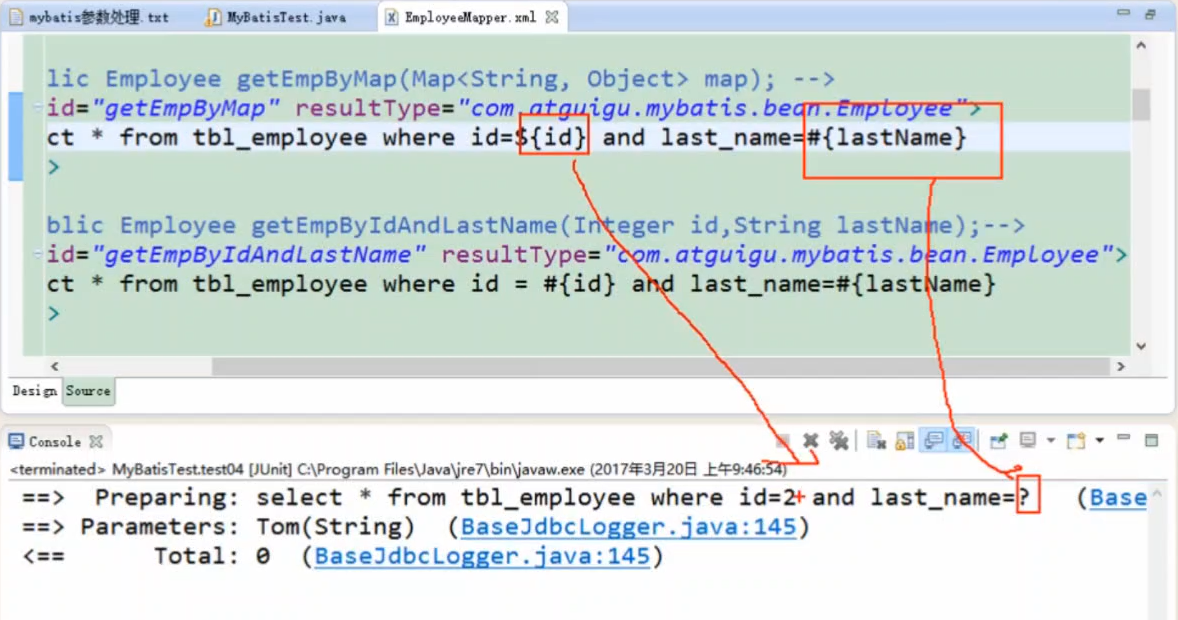 mybatis参数处理.txt MyBatisTest.java EmployeeMapper.xml
lic Employee getEmpByMap(Map<String, Object> map); -->
id="getEmpByMap" resultType="com.atguigu.mybatis.bean.Employee">
ct * from tbl_employee where id=${id} and last_name=#{lastName}
>
blic Employee getEmpByIdAndLastName(Integer id,String lastName);-->
id="getEmpByIdAndLastName" resultType="com.atguigu.mybatis.bean.Employee">
ct * from tbl_employee where id = #{id} and last_name=#{lastName}
>
Design Source
Console
<terminated> MyBatisTest.test04 [JUnit] C:\Program Files\Java\jre7\bin\javaw.exe (2017年3月20日 上午9:46:54)
==> Preparing: select * from tbl_employee where id=2 and last_name=? (Base
==> Parameters: Tom(String) (BaseJdbcLogger.java:145)
<== Total: 0 (BaseJdbcLogger.java:145)